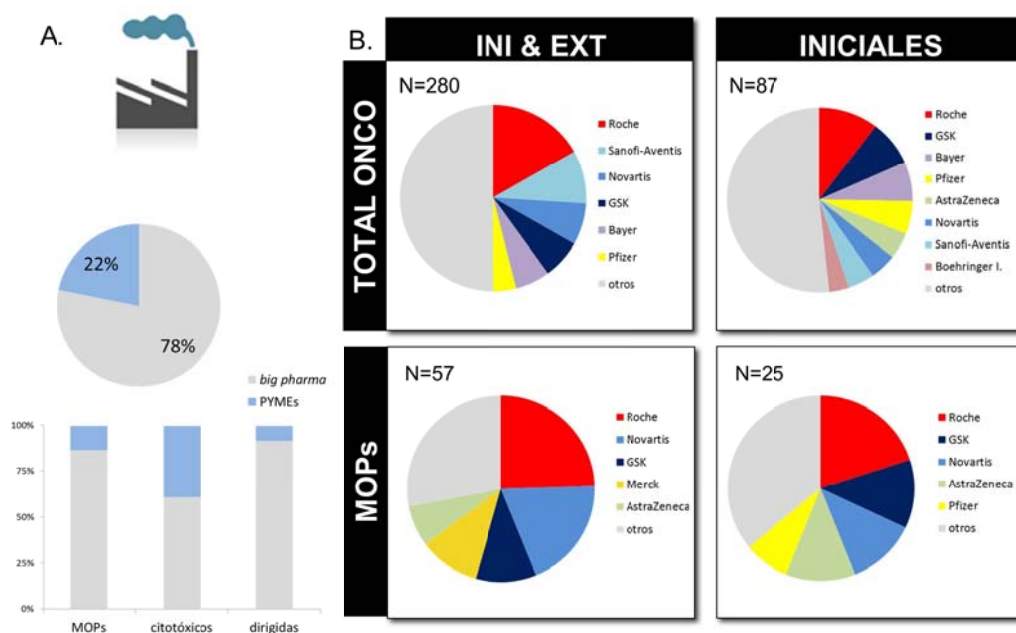 A.
22%
78%
big pharma
PYMEs
100%
75%
50%
25%
0%
MOPs
citotóxicos
dirigidas
B.
INI & EXT
INICIALES
TOTAL ONCO
N=280
Roche
Sanofi-Aventis
Novartis
GSK
Bayer
Pfizer
otros
N=87
Roche
GSK
Bayer
Pfizer
AstraZeneca
Novartis
Sanofi-Aventis
Boehringer I.
otros
MOPs
N=57
Roche
Novartis
GSK
Merck
AstraZeneca
otros
N=25
Roche
GSK
Novartis
AstraZeneca
Pfizer
otros